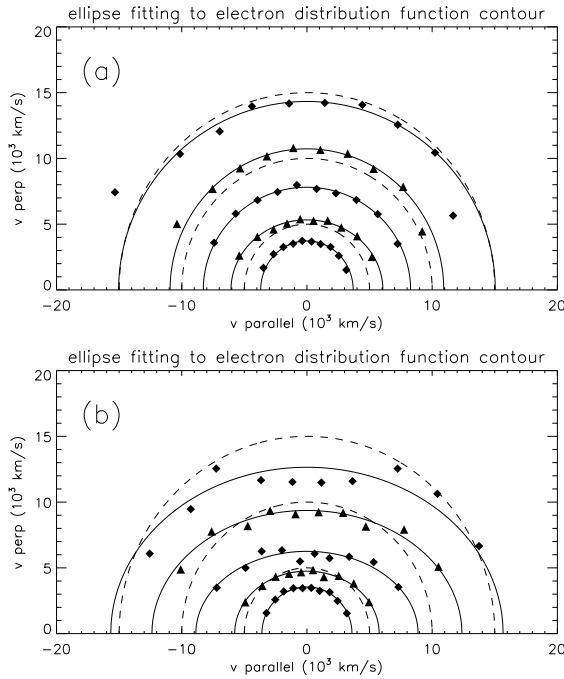 ellipse fitting to electron distribution function contour
20
(a)
15
10
5
0
v perp (10³ km/s)
−20 −10 0 10 20
v parallel (10³ km/s)
ellipse fitting to electron distribution function contour
20
(b)
15
10
5
0
v perp (10³ km/s)
−20 −10 0 10 20
v parallel (10³ km/s)